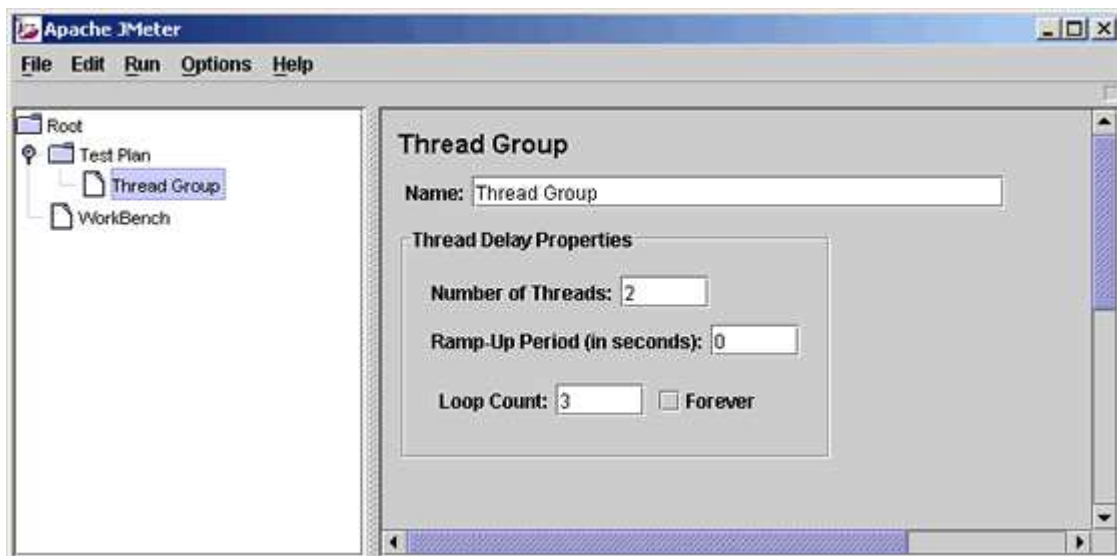 Apache JMeter
File Edit Run Options Help
Root
Test Plan
Thread Group
WorkBench
Thread Group
Name: Thread Group
Thread Delay Properties
Number of Threads: 2
Ramp-Up Period (in seconds): 0
Loop Count: 3 Forever